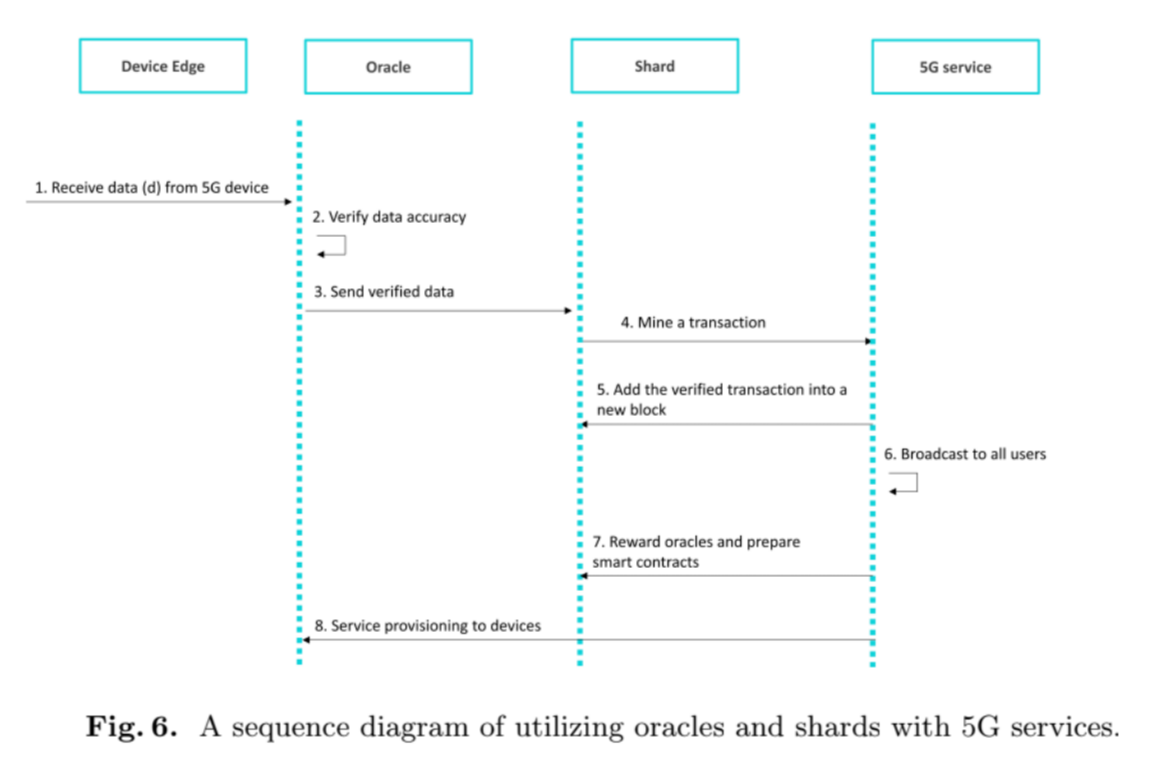 Device Edge
Oracle
Shard
5G service
1. Receive data (d) from 5G device
2. Verify data accuracy
3. Send verified data
4. Mine a transaction
5. Add the verified transaction into a
new block
6. Broadcast to all users
7. Reward oracles and prepare
smart contracts
8. Service provisioning to devices
Fig. 6. A sequence diagram of utilizing oracles and shards with 5G services.